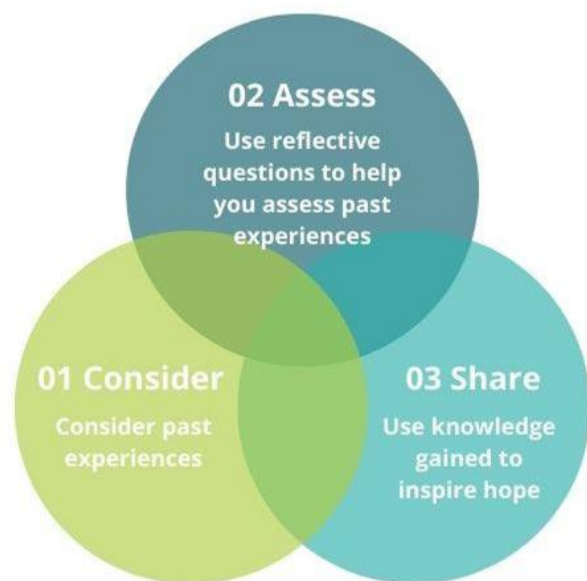 02 Assess
Use reflective
questions to help
you assess past
experiences
01 Consider
Consider past
experiences
03 Share
Use knowledge
gained to
inspire hope